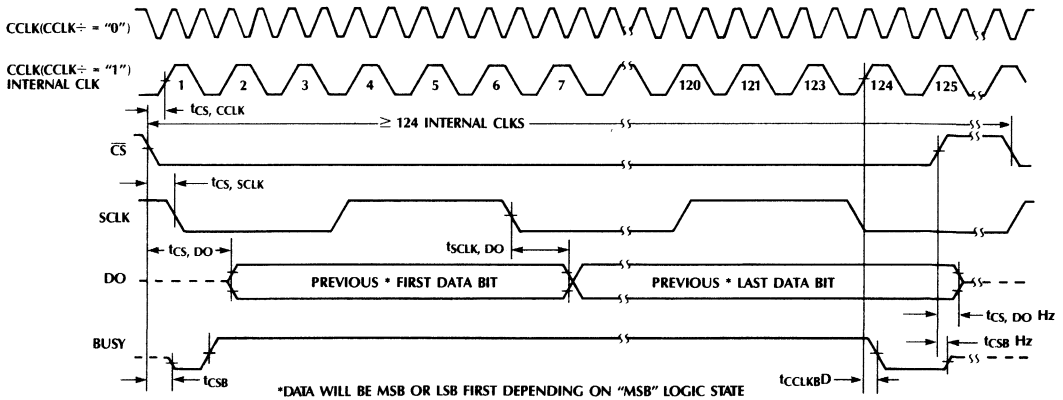 CCLK(CCLK÷ = "0")
CCLK(CCLK÷ = "1")
INTERNAL CLK
1 2 3 4 5 6 7 120 121 123 124 125
tCS, CCLK
≥ 124 INTERNAL CLKS
CS
tCS, SCLK
SCLK
tCS, DO
tSCLK, DO
DO
PREVIOUS * FIRST DATA BIT
PREVIOUS * LAST DATA BIT
tCS, DO Hz
BUSY
tCSB Hz
tCSB
tCCLKBD
*DATA WILL BE MSB OR LSB FIRST DEPENDING ON "MSB" LOGIC STATE